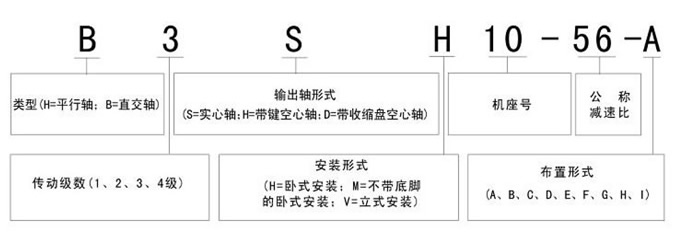 B 3 S H 10-56-A
类型(H=平行轴; B=直交轴)
输出轴形式
(S=实心轴;H=带键空心轴;D=带收缩盘空心轴)
机座号
公 称
减速比
传动级数(1、2、3、4级)
安装形式
(H=卧式安装; M=不带底脚
的卧式安装; V=立式安装)
布置形式
(A、B、C、D、E、F、G、H、I)